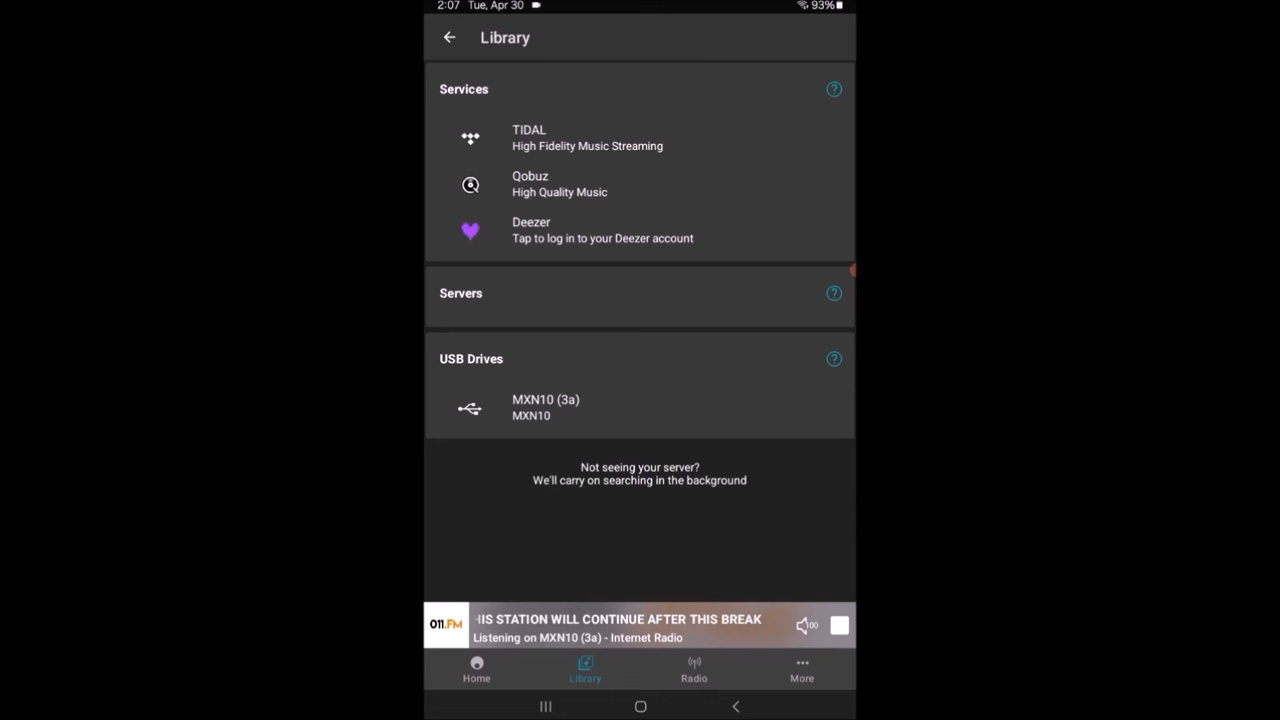 2:07 Tue, Apr 30 93%
Library
Services
TIDAL
High Fidelity Music Streaming
Qobuz
High Quality Music
Deezer
Tap to log in to your Deezer account
Servers
USB Drives
MXN10 (3a)
MXN10
Not seeing your server?
We'll carry on searching in the background
011.FM
HIS STATION WILL CONTINUE AFTER THIS BREAK
100
Listening on MXN10 (3a) - Internet Radio
Home Library Radio More